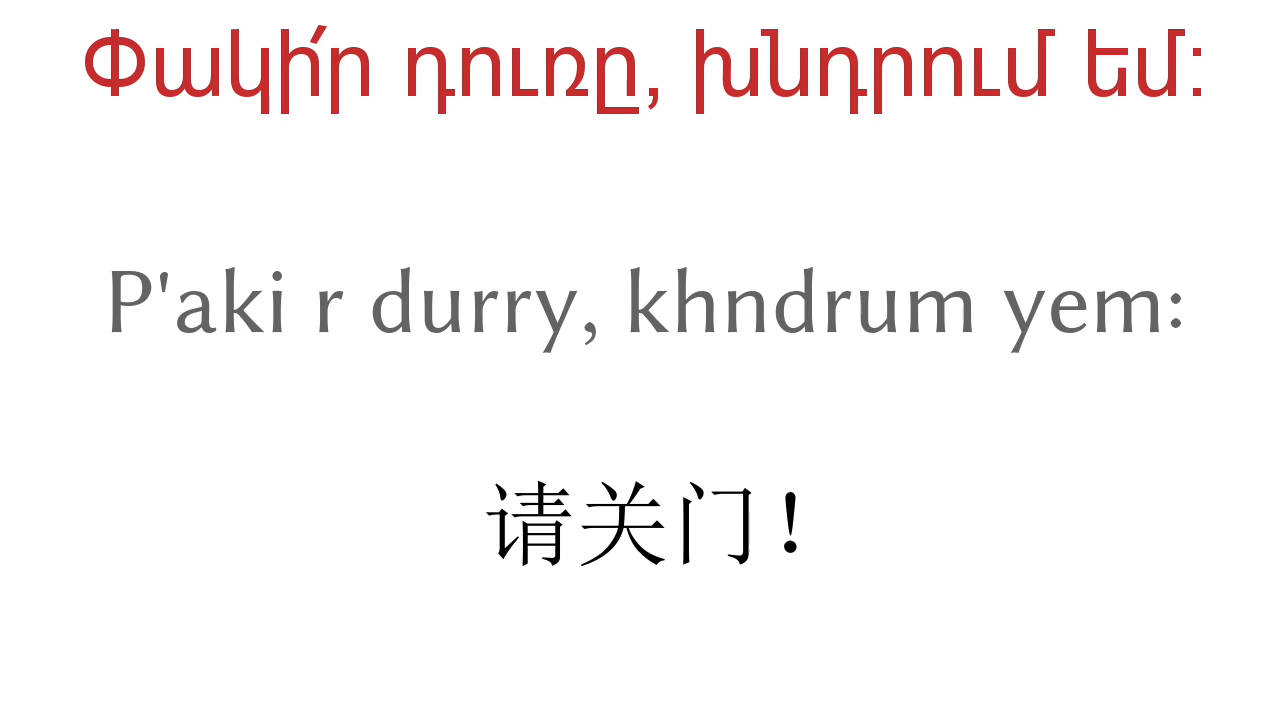 Փակի՛ր դուռը, խնդրում եմ։
P'aki r durry, khndrum yem։
请关门！